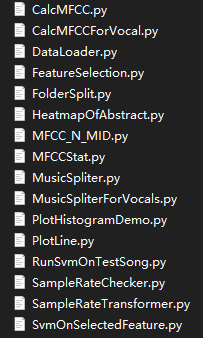 CalcMFCC.py
CalcMFCCForVocal.py
DataLoader.py
FeatureSelection.py
FolderSplit.py
HeatmapOfAbstract.py
MFCC_N_MID.py
MFCCStat.py
MusicSpliter.py
MusicSpliterForVocals.py
PlotHistogramDemo.py
PlotLine.py
RunSvmOnTestSong.py
SampleRateChecker.py
SampleRateTransformer.py
SvmOnSelectedFeature.py